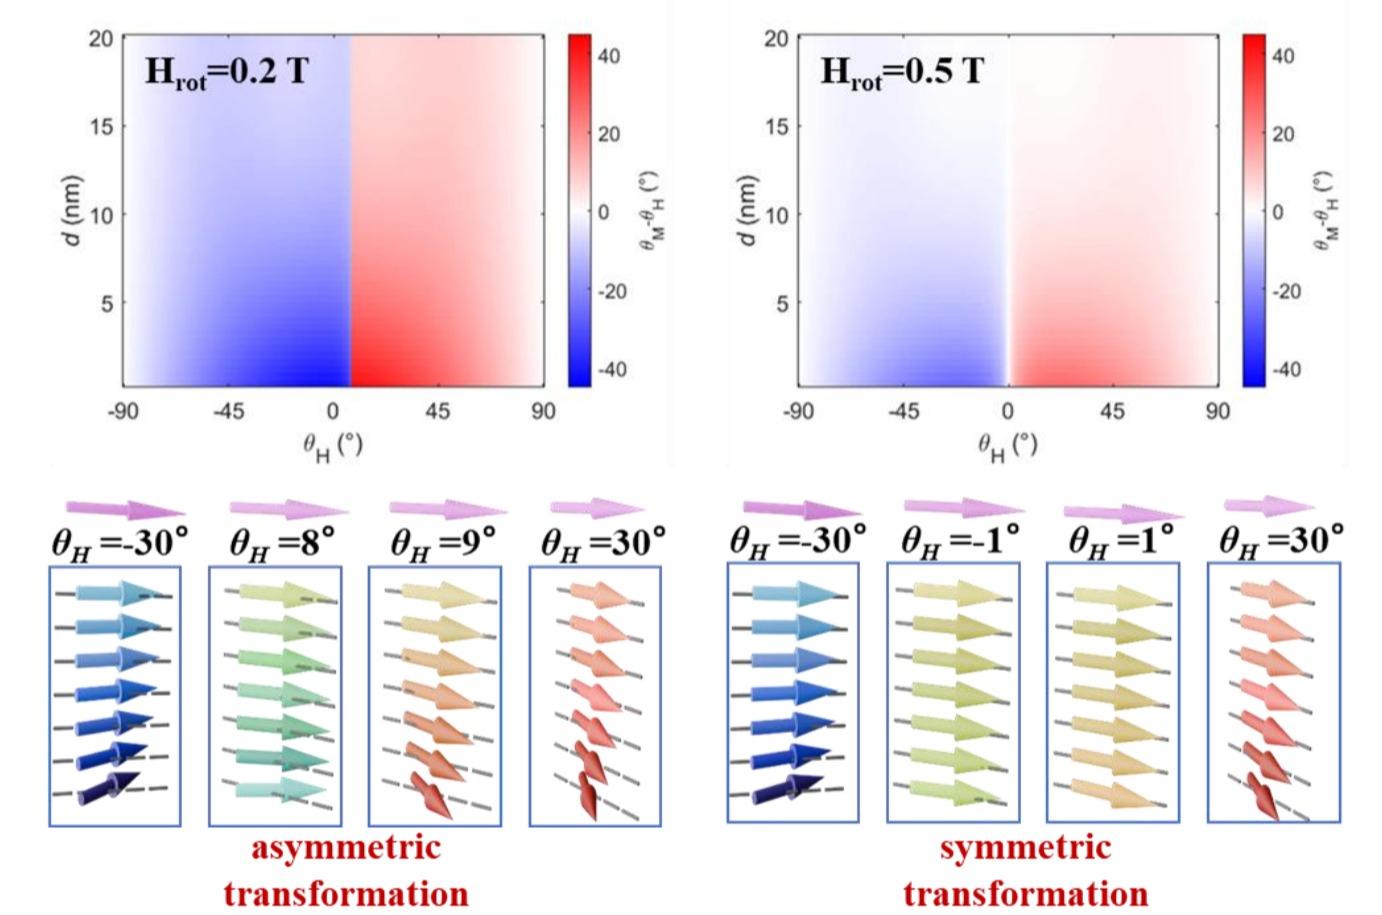 H_rot=0.2 T
20
15
10
5
d (nm)
-90 -45 0 45 90
θ_H (°)
40
20
0
-20
-40
θ_M-θ_H (°)
H_rot=0.5 T
20
15
10
5
d (nm)
-90 -45 0 45 90
θ_H (°)
40
20
0
-20
-40
θ_M-θ_H (°)
θ_H =-30° θ_H =8° θ_H =9° θ_H =30°
asymmetric
transformation
θ_H =-30° θ_H =-1° θ_H =1° θ_H =30°
symmetric
transformation